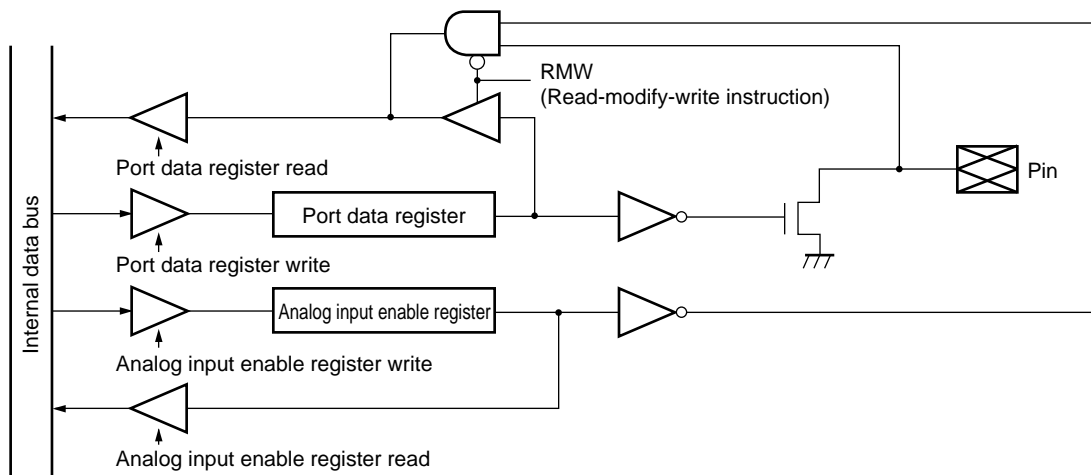 RMW
(Read-modify-write instruction)
Port data register read
Pin
Port data register
Port data register write
Internal data bus
Analog input enable register
Analog input enable register write
Analog input enable register read